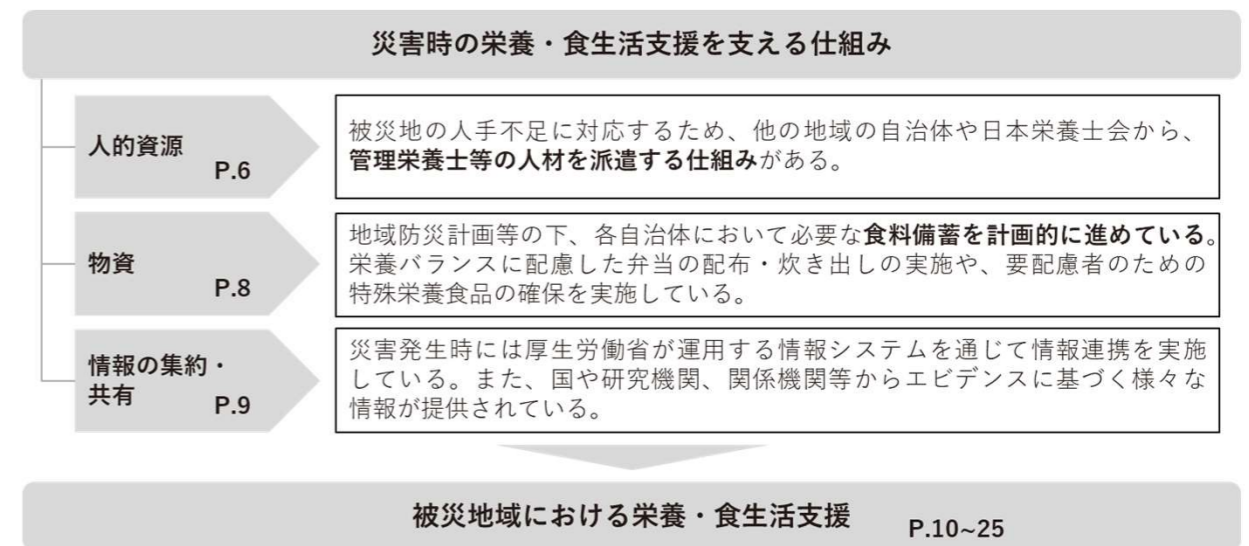 災害時の栄養・食生活支援を支える仕組み
人的資源
P.6
被災地の人手不足に対応するため、他の地域の自治体や日本栄養士会から、
管理栄養士等の人材を派遣する仕組みがある。
物資
P.8
地域防災計画等の下、各自治体において必要な食料備蓄を計画的に進めている。
栄養バランスに配慮した弁当の配布・炊き出しの実施や、要配慮者のための
特殊栄養食品の確保を実施している。
情報の集約・
共有
P.9
災害発生時には厚生労働省が運用する情報システムを通じて情報連携を実施
している。また、国や研究機関、関係機関等からエビデンスに基づく様々な
情報が提供されている。
被災地域における栄養・食生活支援 P.10~25